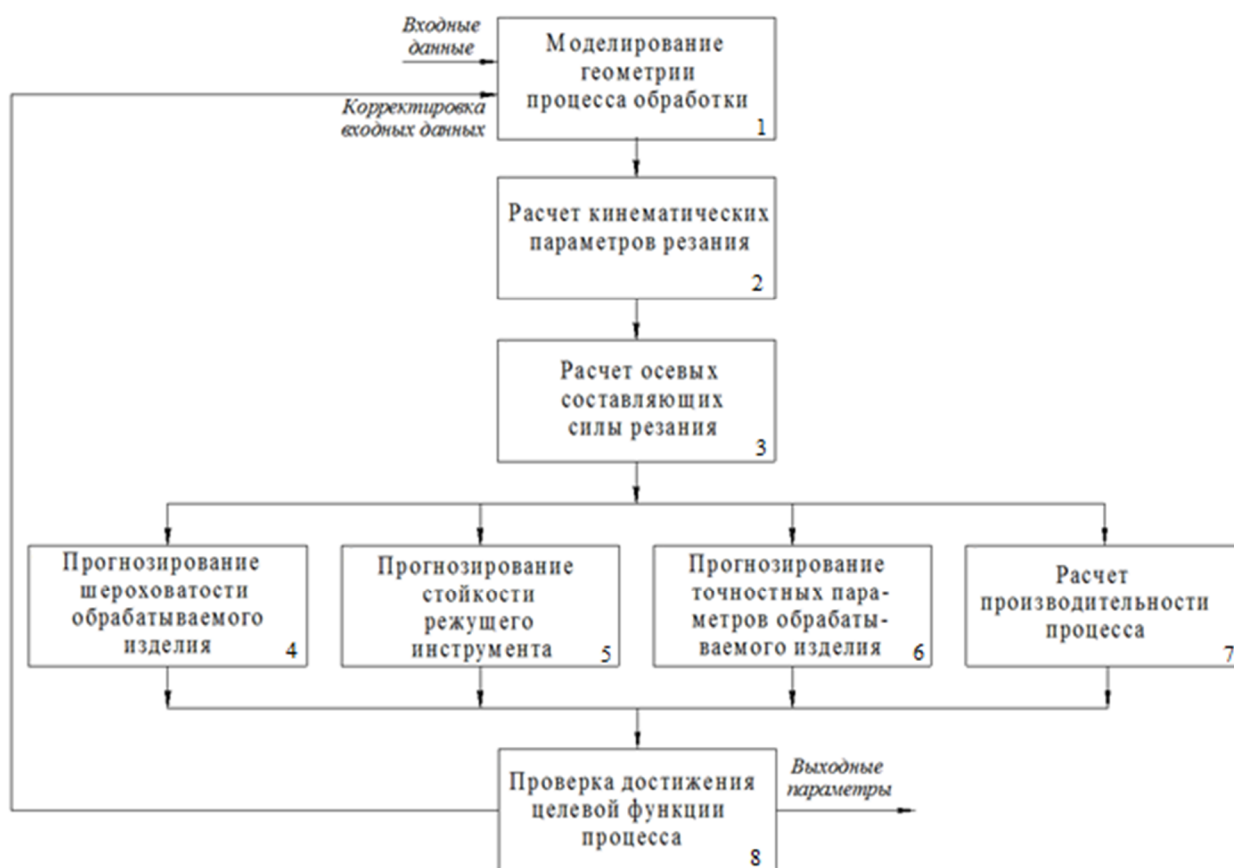 Входные
данные
Моделирование
геометрии
процесса обработки
1
Корректировка
входных данных
Расчет кинематических
параметров резания
2
Расчет осевых
составляющих
силы резания
3
Прогнозирование
шероховатости
обрабатываемого
изделия
4
Прогнозирование
стойкости
режущего
инструмента
5
Прогнозирование
точностных пара-
метров обрабаты-
ваемого изделия
6
Расчет
производительности
процесса
7
Проверка достижения
целевой функции
процесса
8
Выходные
параметры